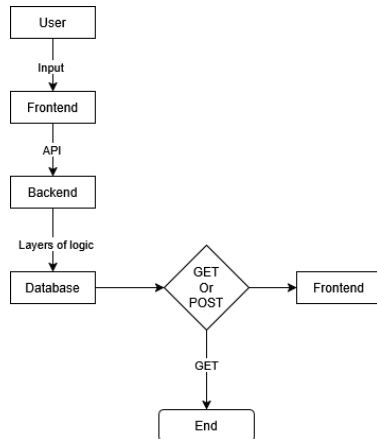 User
Input
Frontend
API
Backend
Layers of logic
Database
GET
Or
POST
Frontend
GET
End